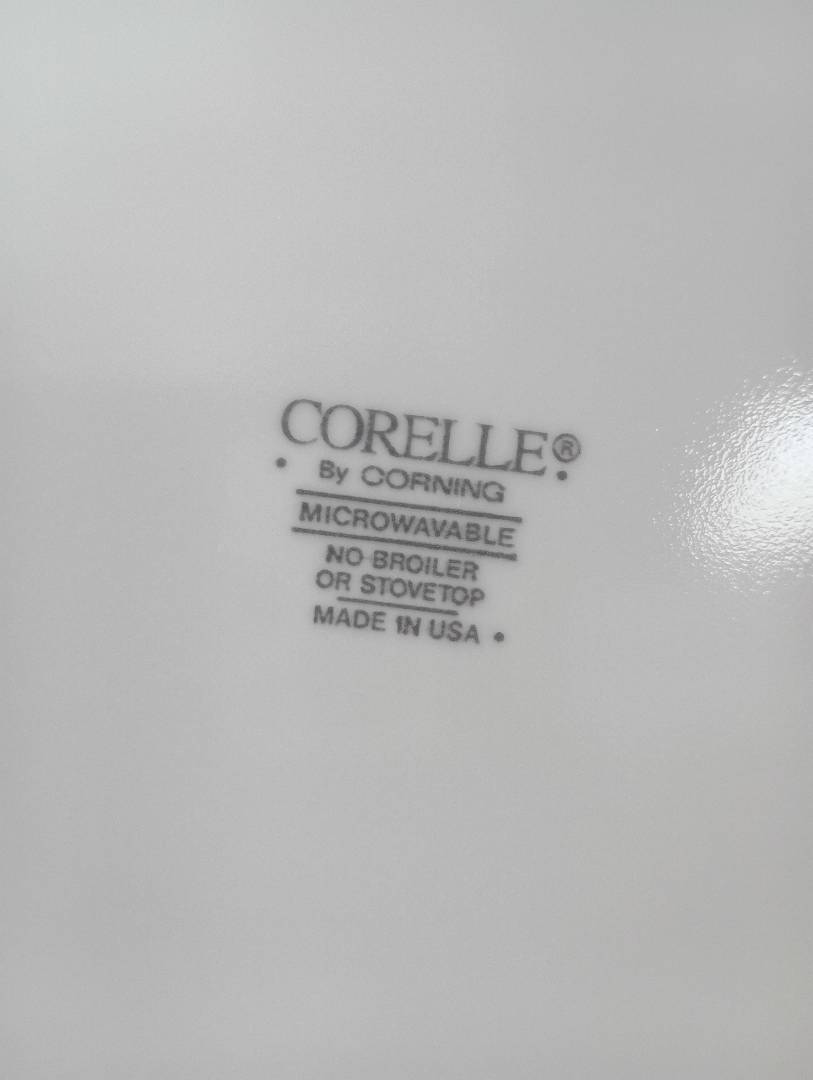 CORELLE®
• By CORNING •
MICROWAVABLE
NO BROILER
OR STOVETOP
MADE IN USA •